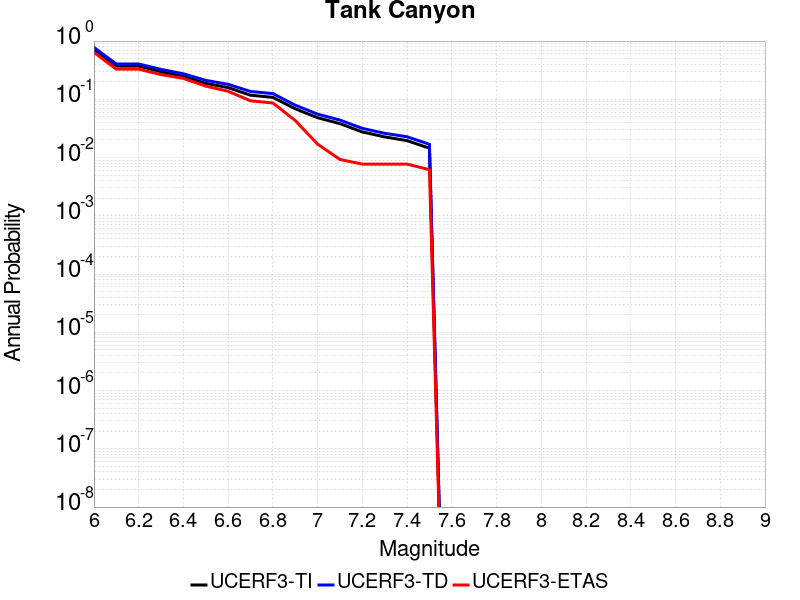 Tank Canyon
10^0
10^-1
10^-2
10^-3
10^-4
10^-5
10^-6
10^-7
10^-8
Annual Probability
6 6.2 6.4 6.6 6.8 7 7.2 7.4 7.6 7.8 8 8.2 8.4 8.6 8.8 9
Magnitude
UCERF3-TI UCERF3-TD UCERF3-ETAS